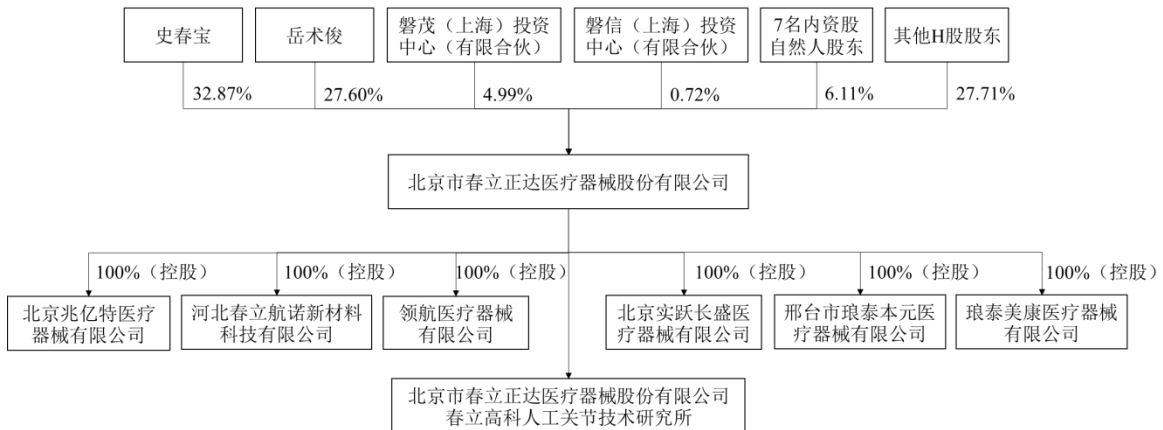 史春宝
岳术俊
磐茂（上海）投资
中心（有限合伙）
磐信（上海）投资
中心（有限合伙）
7名内资股
自然人股东
其他H股股东
32.87%
27.60%
4.99%
0.72%
6.11%
27.71%
北京市春立正达医疗器械股份有限公司
100%（控股）
100%（控股）
100%（控股）
100%（控股）
100%（控股）
100%（控股）
北京兆亿特医疗
器械有限公司
河北春立航诺新材料
科技有限公司
领航医疗器械
有限公司
北京实跃长盛医
疗器械有限公司
邢台市琅泰本元医
疗器械有限公司
琅泰美康医疗器械
有限公司
北京市春立正达医疗器械股份有限公司
春立高科人工关节技术研究所